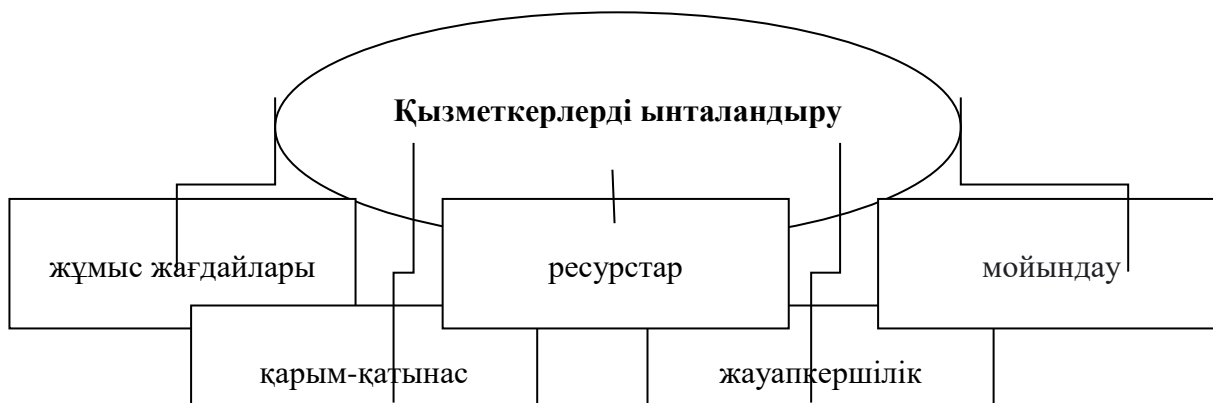 Қызметкерлерді ынталандыру
жұмыс жағдайлары
ресурстар
мойындау
қарым-қатынас
жауапкершілік